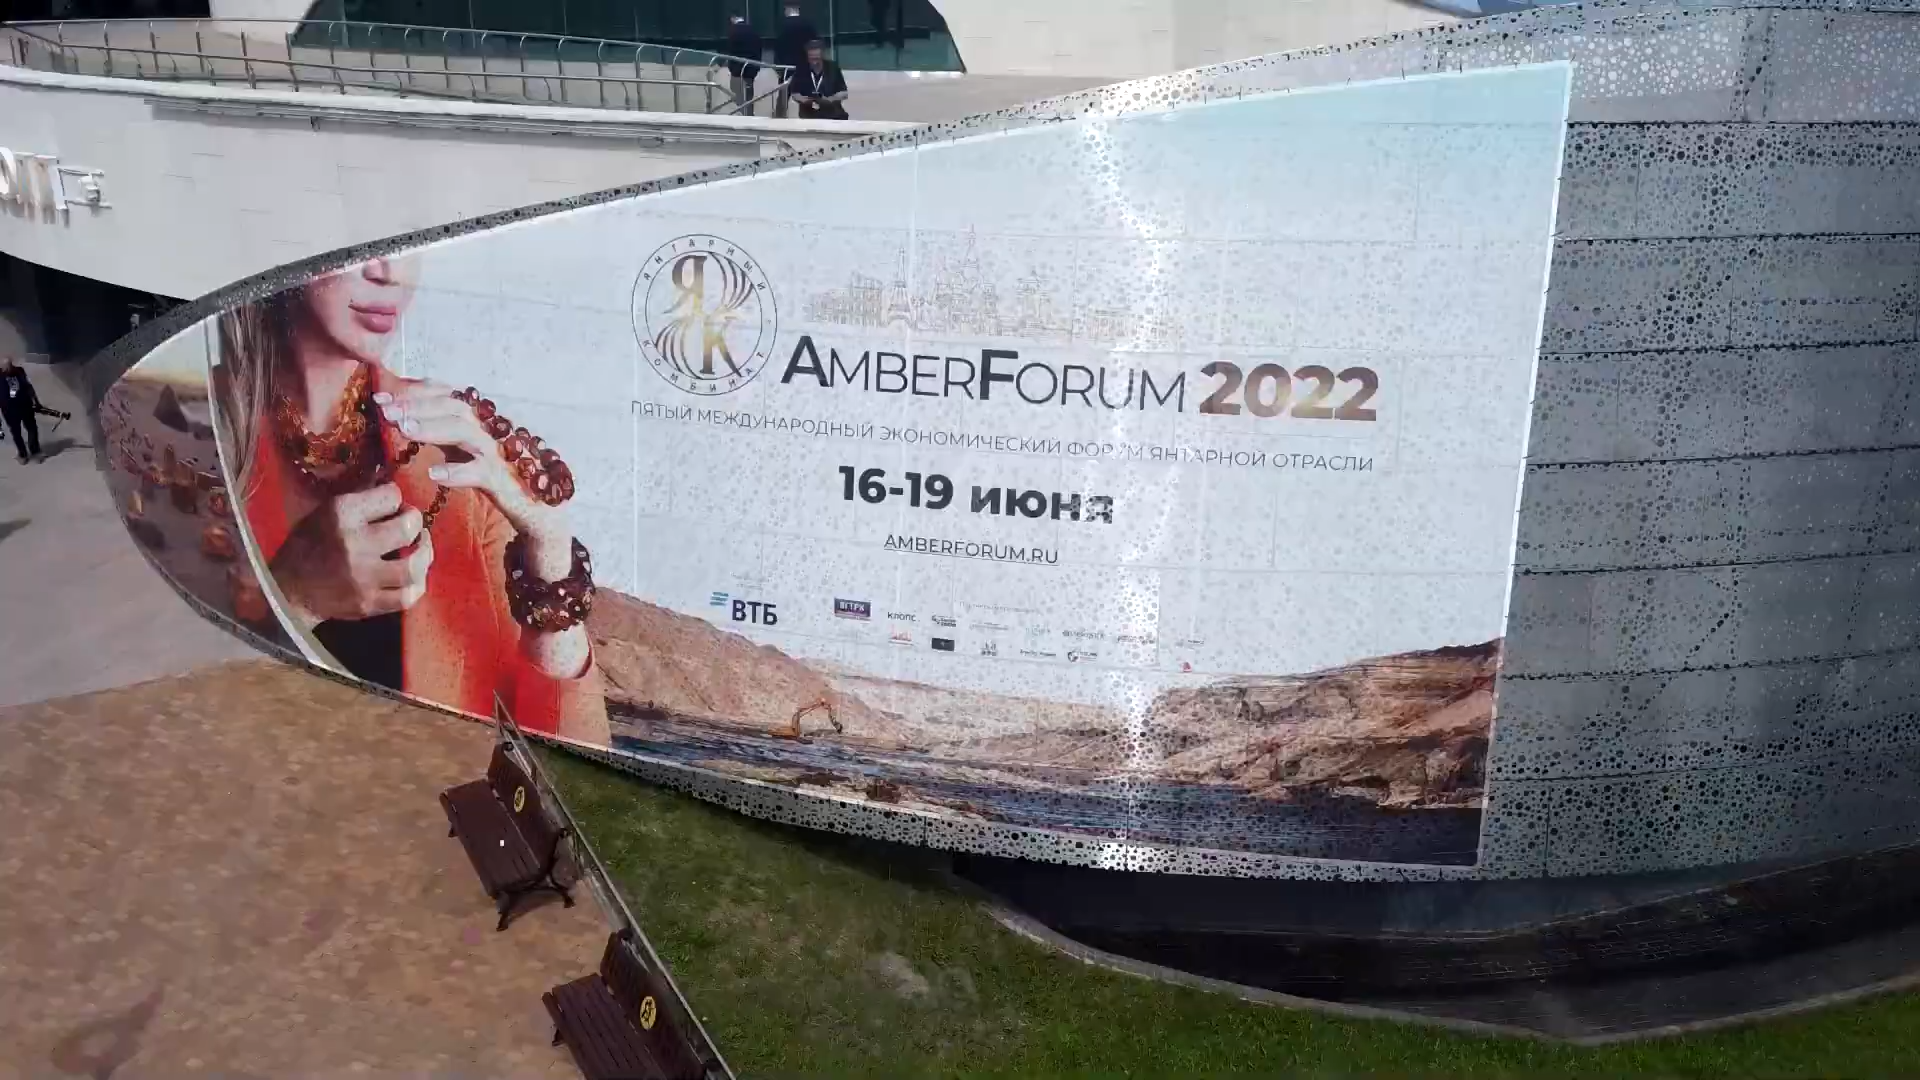 ЯНТАРНЫЙ
ЯК
КОМБИНАТ
AMBERFORUM 2022
ПЯТЫЙ МЕЖДУНАРОДНЫЙ ЭКОНОМИЧЕСКИЙ ФОРУМ ЯНТАРНОЙ ОТРАСЛИ
16-19 июня
AMBERFORUM.RU
ВТБ
ВГТРК
КЛОПС